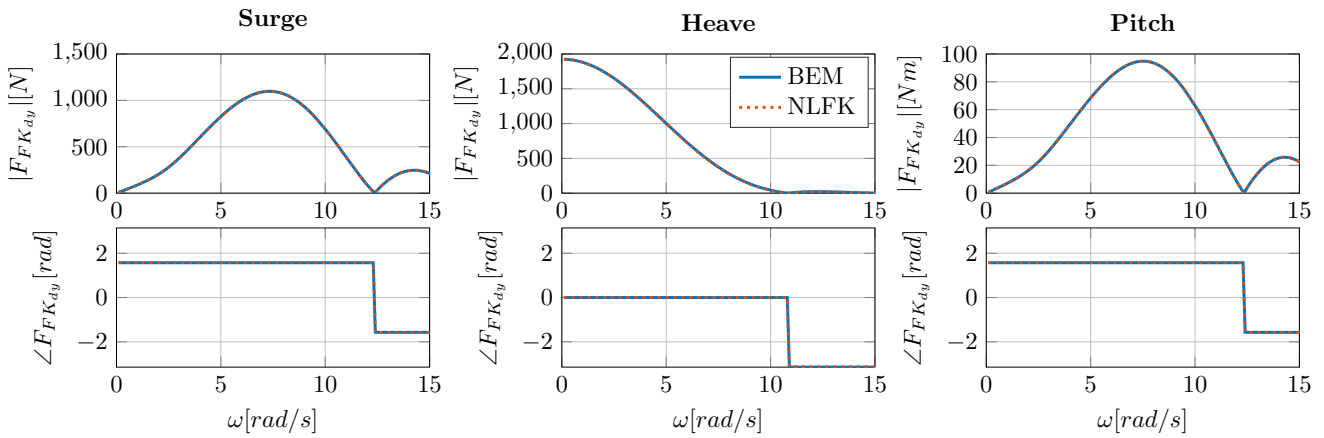 Surge
Heave
Pitch
|F_{FK_{dy}}|[N]
1,500
1,000
500
0
0 5 10 15
|F_{FK_{dy}}|[N]
2,000
1,500
1,000
500
0
0 5 10 15
BEM
NLFK
|F_{FK_{dy}}|[Nm]
100
80
60
40
20
0
0 5 10 15
∠F_{FK_{dy}}[rad]
2
0
−2
0 5 10 15
ω[rad/s]
∠F_{FK_{dy}}[rad]
2
0
−2
0 5 10 15
ω[rad/s]
∠F_{FK_{dy}}[rad]
2
0
−2
0 5 10 15
ω[rad/s]